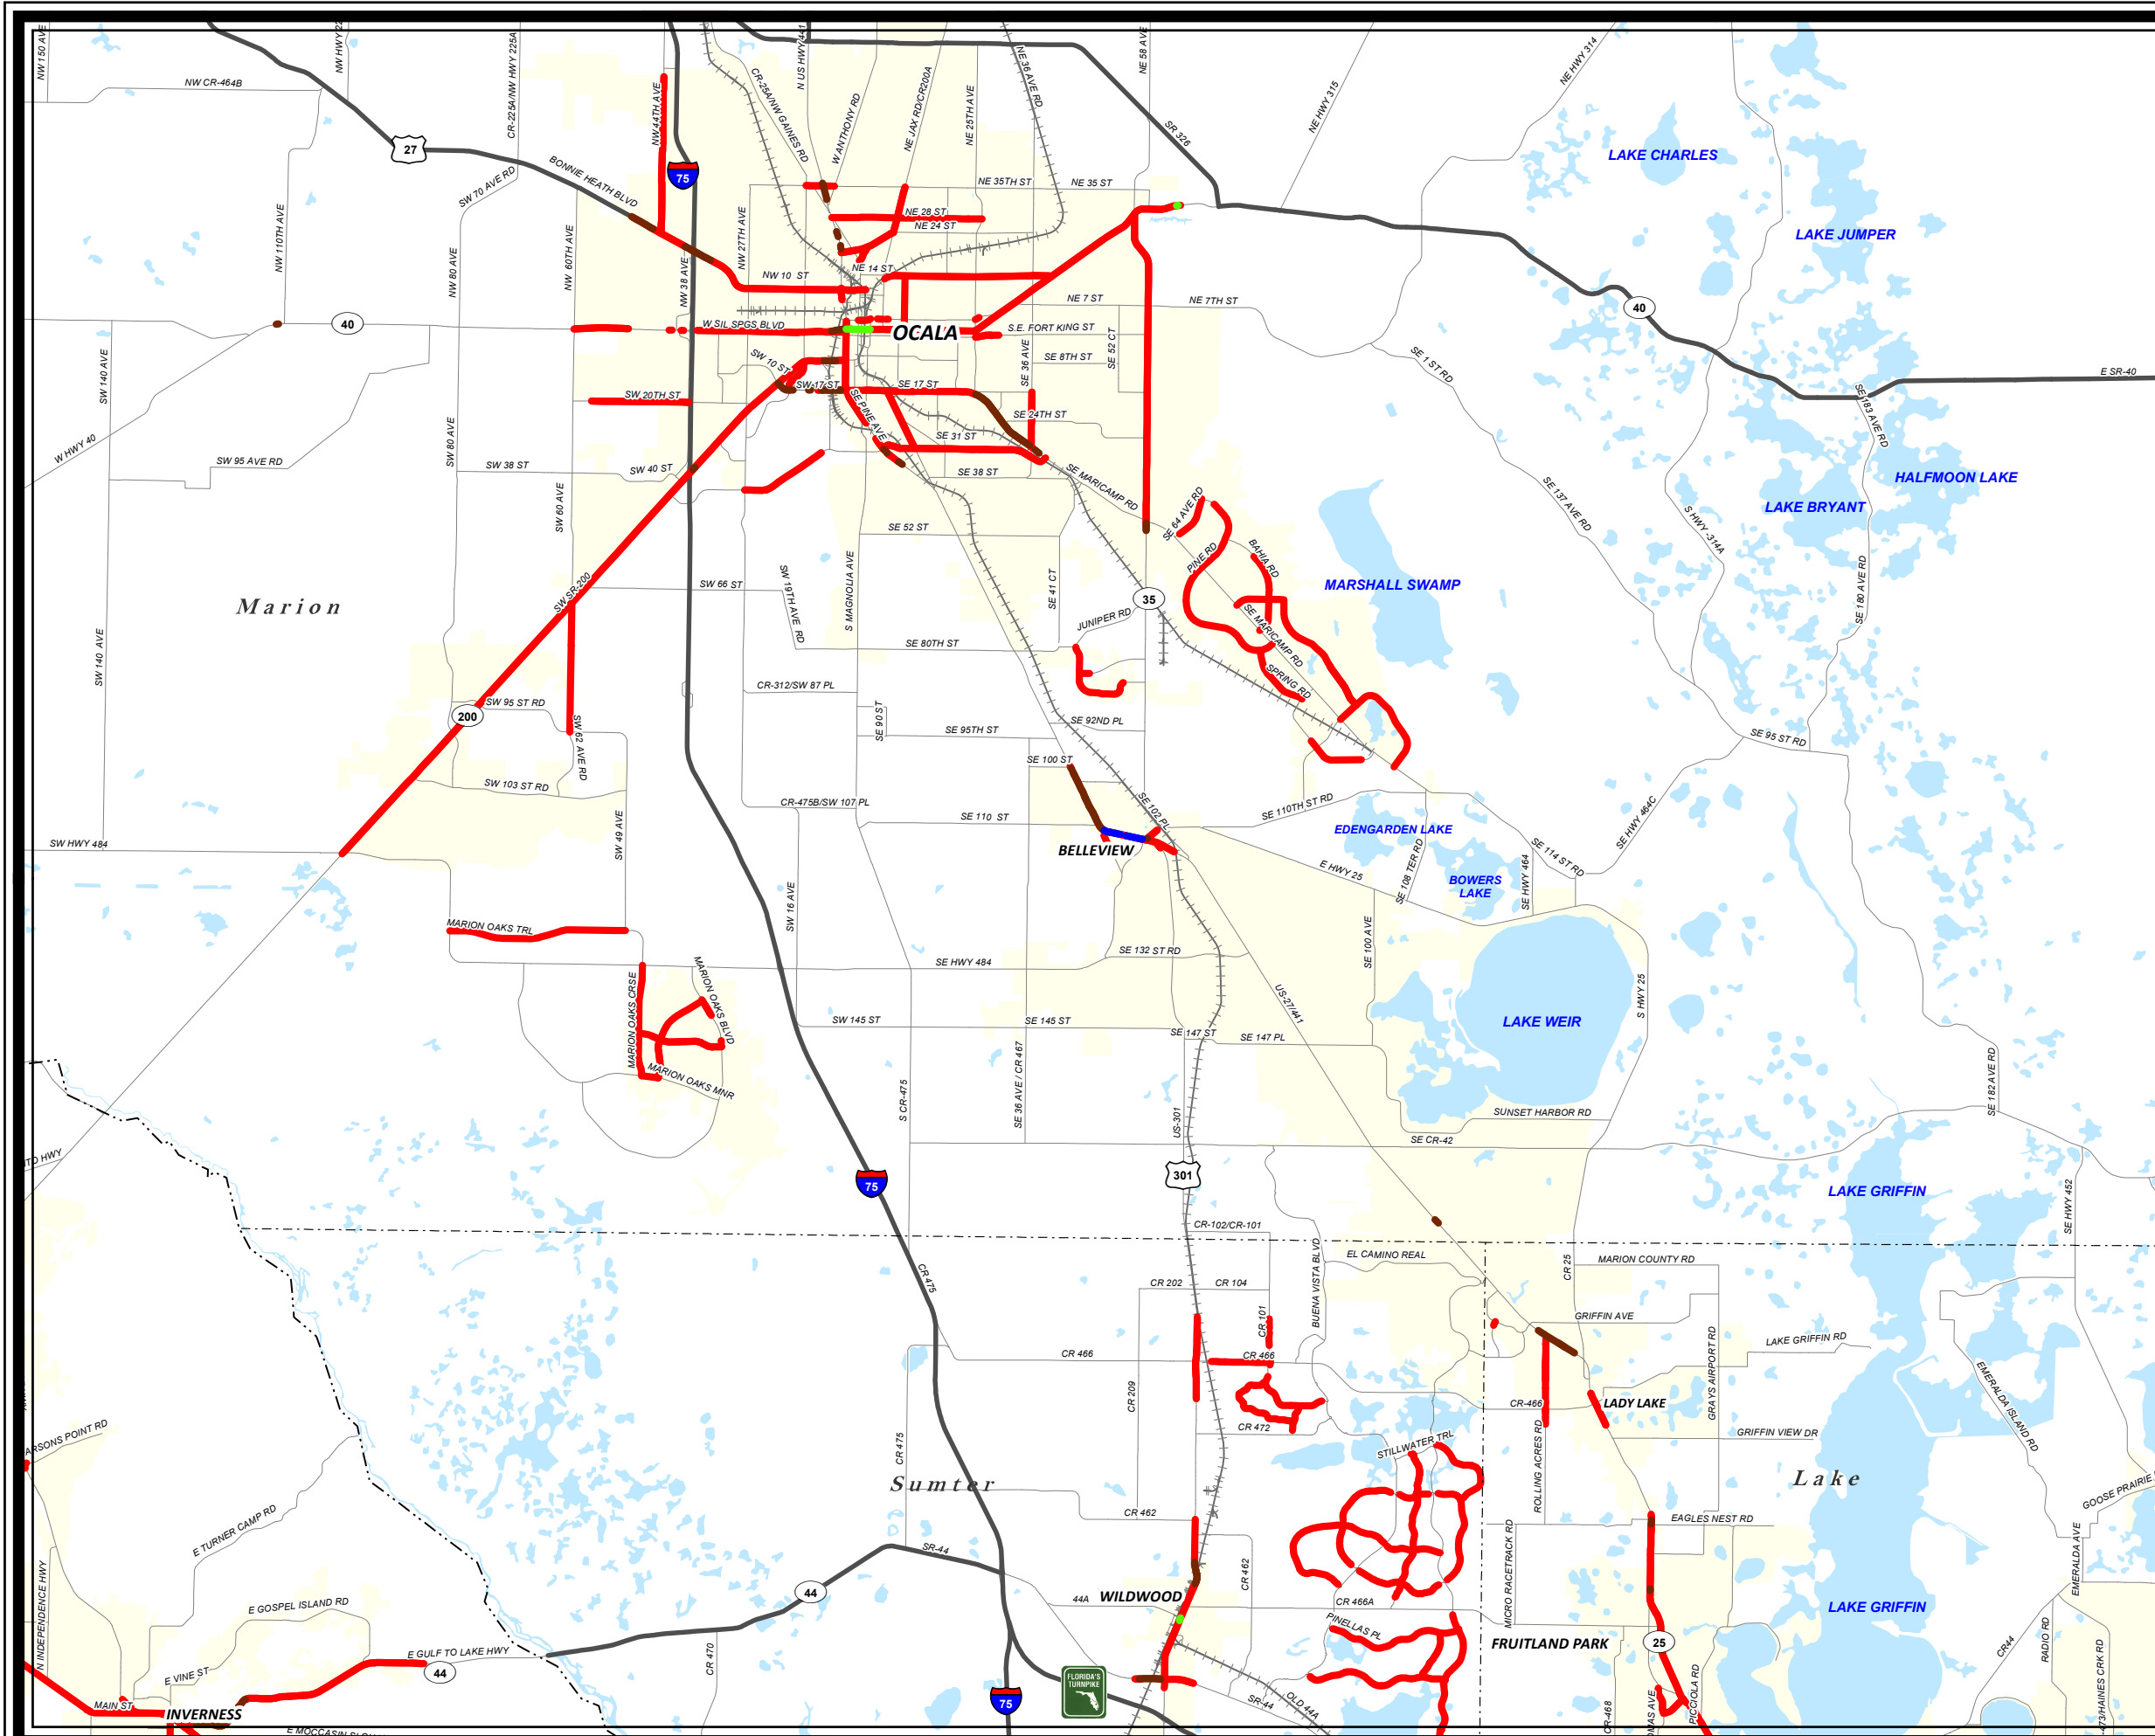 NW 150 AVE
NW HWY 22
CR-225A/NW HWY 225A
N US HWY 441
NE 36 AVE RD
NE 58 AVE
NE HWY 314
NW CR-464B
NW 44TH AVE
CR-25A/NW GAINES RD
W ANTHONY RD
NE JAX RD/CR200A
NE 25TH AVE
SR 326
NE HWY 315
27
LAKE CHARLES
BONNIE HEATH BLVD
SW 70 AVE RD
75
NE 35TH ST
NE 35 ST
NW 110TH AVE
NW 80 AVE
NW 60TH AVE
NW 38 AVE
NW 27TH AVE
NE 28 ST
NE 24 ST
LAKE JUMPER
NW 10 ST
NE 14 ST
NE 7 ST
NE 7TH ST
40
40
W SIL SPGS BLVD
OCALA
S.E. FORT KING ST
SE 36 AVE
SE 52 CT
SE 8TH ST
SW 10 ST
SE 1 ST RD
E SR-40
SW 140 AVE
SW 20TH ST
SW 17 ST
SE 17 ST
SE PINE AVE
SE 24TH ST
SE 183 AVE RD
W HWY 40
SW 80 AVE
SE 31 ST
SW 95 AVE RD
SW 38 ST
SW 40 ST
SE 38 ST
SE MARICAMP RD
HALFMOON LAKE
LAKE BRYANT
SW 60 AVE
SE 64 AVE RD
SE 137 AVE RD
S HWY -314A
SE 52 ST
PINE RD
BAHIA RD
S MAGNOLIA AVE
SW 19TH AVE RD
SE 41 CT
SW SR-200
SW 66 ST
MARSHALL SWAMP
SE 180 AVE RD
Marion
35
JUNIPER RD
SE MARICAMP RD
SW 140 AVE
SE 80TH ST
SPRING RD
CR-312/SW 87 PL
SW 95 ST RD
200
SW 62 AVE RD
SE 90 ST
SE 92ND PL
SE 95TH ST
SE 95 ST RD
SE 100 ST
SW 103 ST RD
CR-475B/SW 107 PL
SE 102 PL
SE 110TH ST RD
SE HWY 464C
SE 110 ST
EDENGARDEN LAKE
SW HWY 484
SW 49 AVE
BELLEVIEW
SE 114 ST RD
E HWY 25
SE 108 TER RD
BOWERS
LAKE
SE HWY 464
SW 16 AVE
MARION OAKS TRL
SE 100 AVE
SE 132 ST RD
SE HWY 484
MARION OAKS CRSE
MARION OAKS BLVD
US-27/441
S HWY 25
SW 145 ST
SE 145 ST
SE 147 ST
SE 147 PL
LAKE WEIR
MARION OAKS MNR
S CR-475
SE 36 AVE / CR 467
US-301
SUNSET HARBOR RD
SE 182 AVE RD
SE CR-42
TO HWY
301
75
LAKE GRIFFIN
SE HWY 452
CR-102/CR-101
EL CAMINO REAL
BUENA VISTA BLVD
CR 25
MARION COUNTY RD
CR 475
CR 202
CR 104
CR 101
GRIFFIN AVE
GRAYS AIRPORT RD
LAKE GRIFFIN RD
CR 466
CR 466
CR 209
EMERALDA ISLAND RD
CR-466
LADY LAKE
CR 472
ROLLING ACRES RD
GRIFFIN VIEW DR
ARSONS POINT RD
STILLWATER TRL
CR 475
Sumter
Lake
GOOSE PRAIRIE
CR 462
EAGLES NEST RD
E TURNER CAMP RD
MICRO RACETRACK RD
SR-44
CR 462
EMERALDA AVE
N INDEPENDENCE HWY
44
WILDWOOD
44A
CR 466A
E GOSPEL ISLAND RD
LAKE GRIFFIN
PINELLAS PL
FRUITLAND PARK
25
E GULF TO LAKE HWY
44
CR 470
CR44
RADIO RD
E VINE ST
FLORIDA'S
TURNPIKE
75
SR-44
OLD 44A
CR-468
MAS AVE
PICCIOLA RD
-473/HAINES CRK RD
MAIN ST
INVERNESS